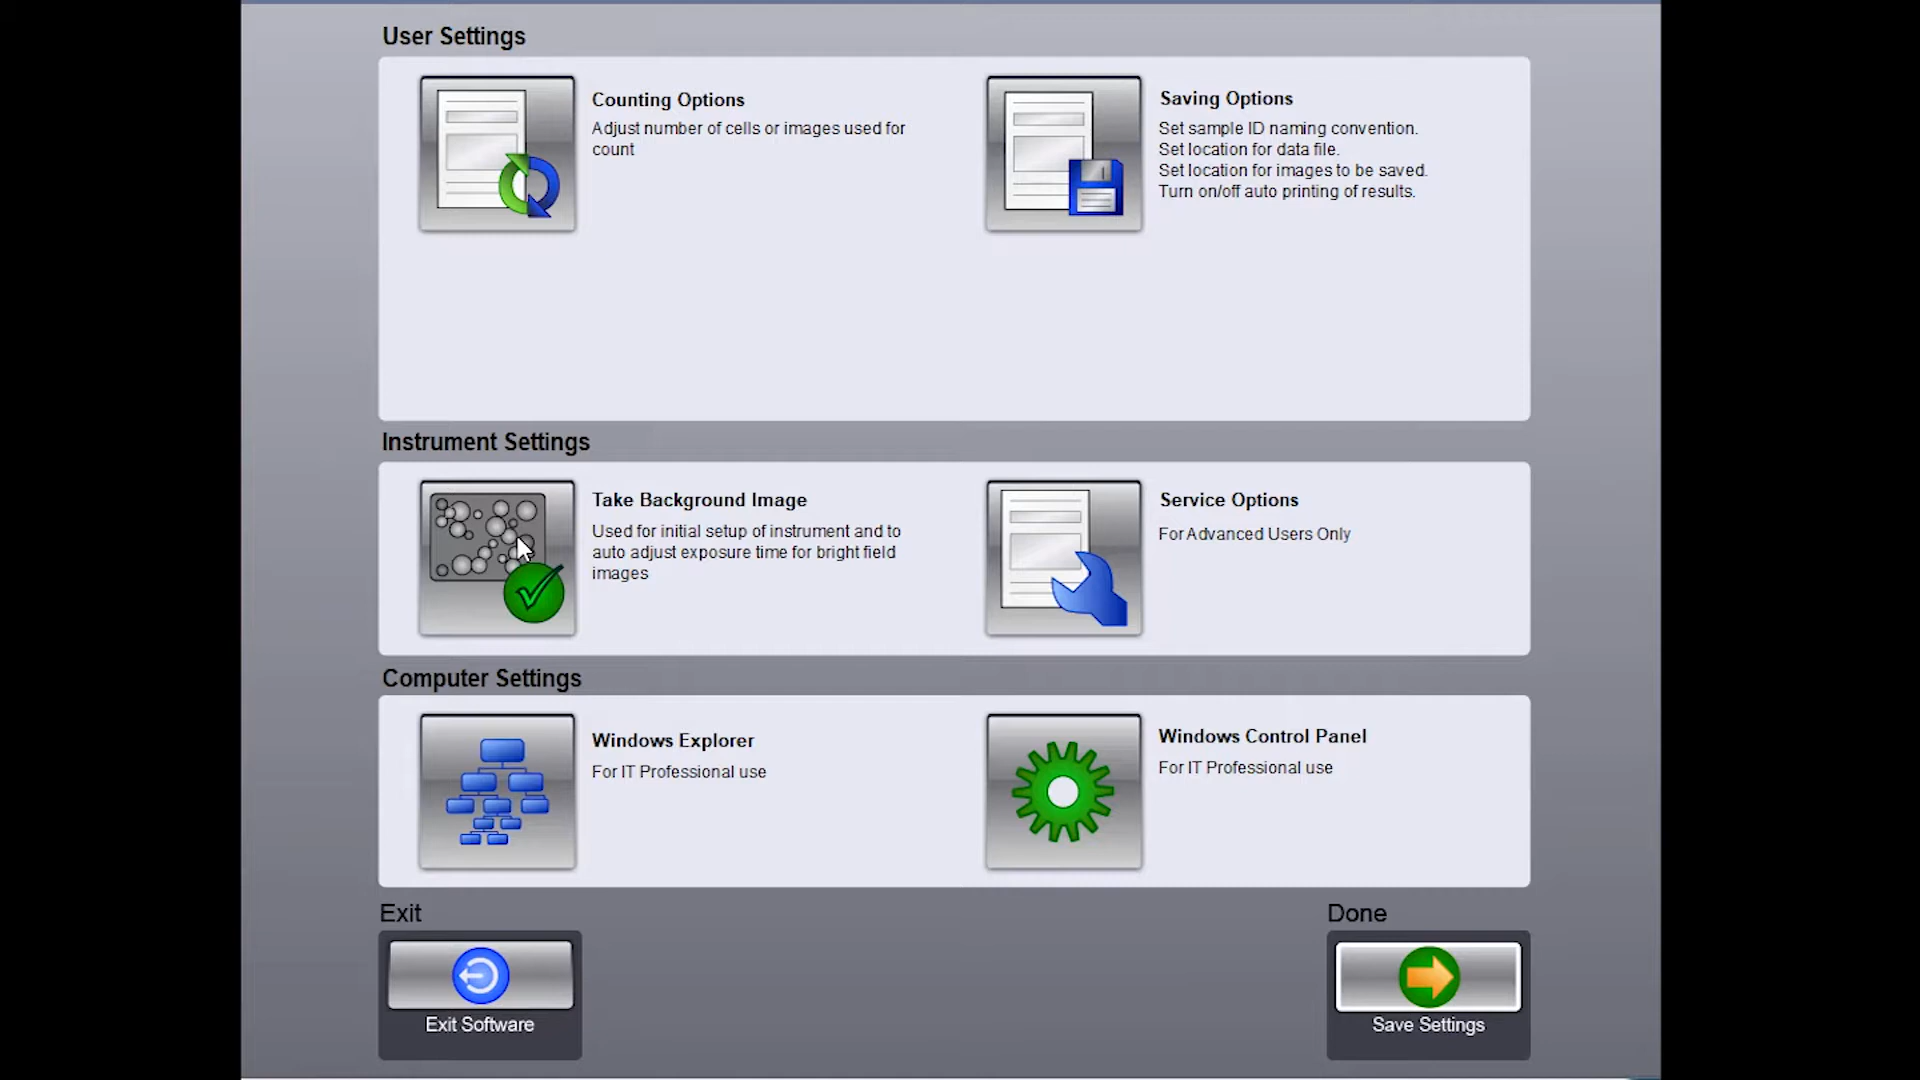 User Settings
Counting Options
Adjust number of cells or images used for
count
Saving Options
Set sample ID naming convention.
Set location for data file.
Set location for images to be saved.
Turn on/off auto printing of results.
Instrument Settings
Take Background Image
Used for initial setup of instrument and to
auto adjust exposure time for bright field
images
Service Options
For Advanced Users Only
Computer Settings
Windows Explorer
For IT Professional use
Windows Control Panel
For IT Professional use
Exit
Exit Software
Done
Save Settings